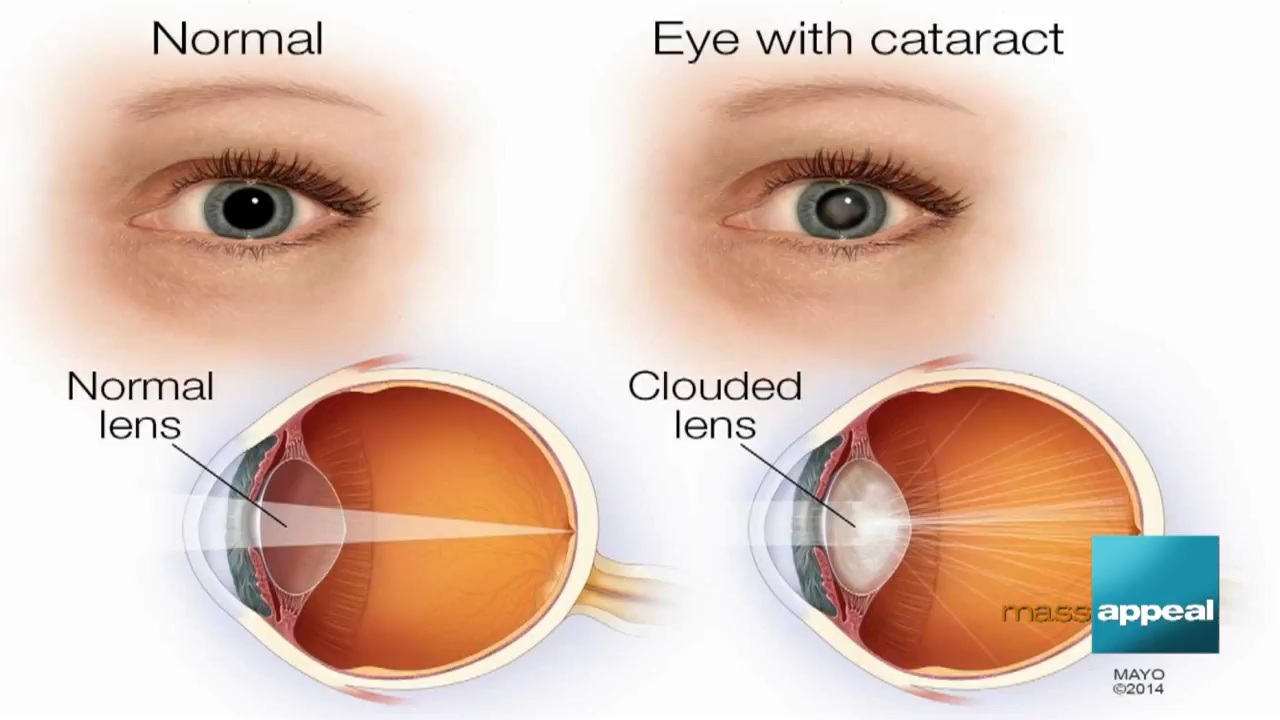 Normal
Eye with cataract
Normal
lens
Clouded
lens
mass appeal
MAYO
©2014